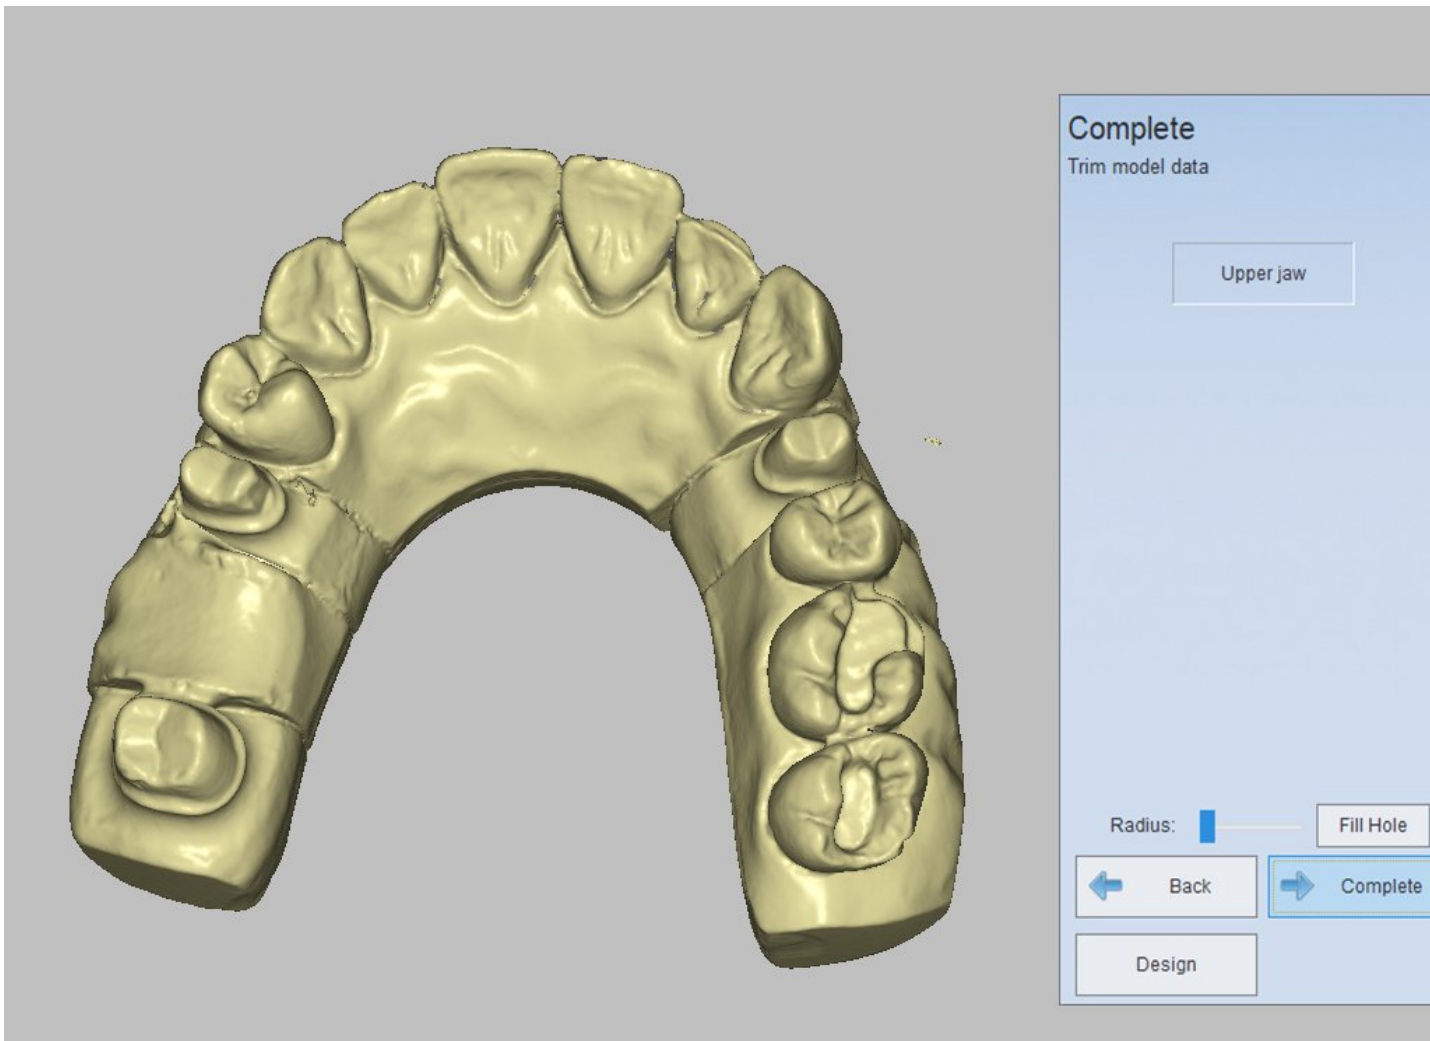 Complete
Trim model data
Upper jaw
Radius:
Fill Hole
Back
Complete
Design